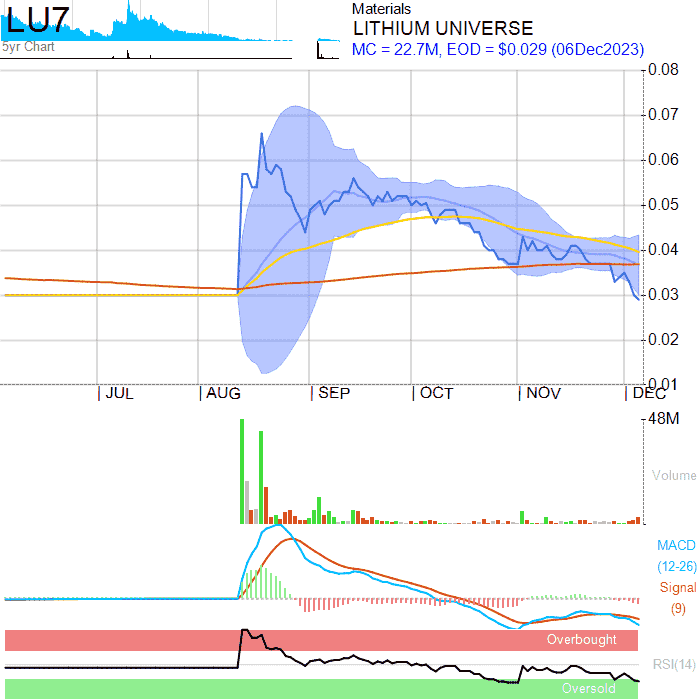 LU7
5yr Chart
Materials
LITHIUM UNIVERSE
MC = 22.7M, EOD = $0.029 (06Dec2023)
0.08
0.07
0.06
0.05
0.04
0.03
0.02
0.01
JUL
AUG
SEP
OCT
NOV
DEC
48M
Volume
MACD
(12-26)
Signal
(9)
Overbought
RSI(14)
Oversold